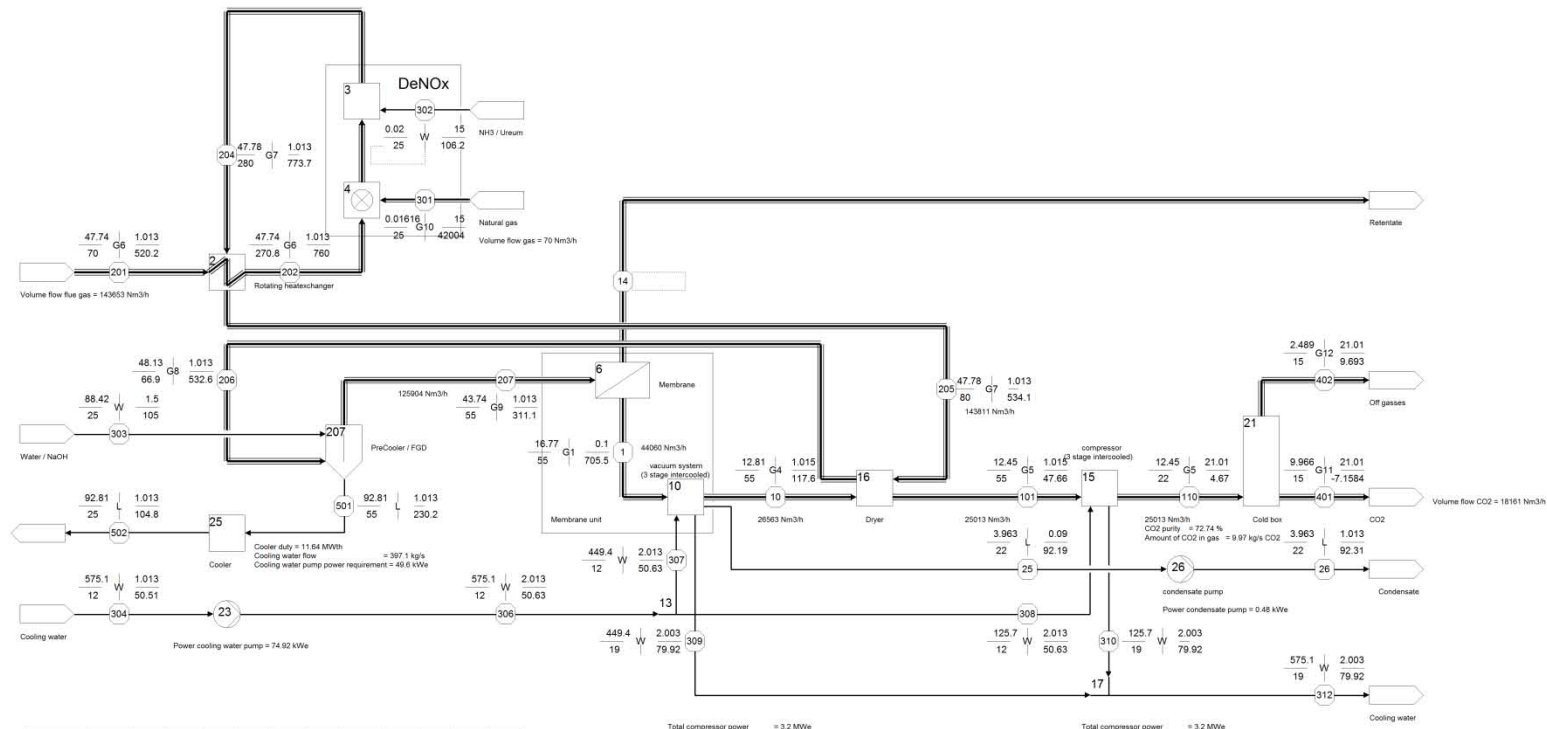 DeNOx
3
302
NH3 / Ureum
0.02 W 15
25 106.2
204
47.78 G7 1.013
280 773.7
4
301
Natural gas
0.01616 G10 15
25 42004
Volume flow gas = 70 Nm3/h
Retentate
47.74 G6 1.013
70 520.2
201
Volume flow flue gas = 143653 Nm3/h
2
47.74 G6 1.013
270.8 760
202
Rotating heatexchanger
14
48.13 G8 1.013
66.9 532.6
206
207
125904 Nm3/h
43.74 G9 1.013
55 311.1
6
Membrane
205
47.78 G7 1.013
80 534.1
143811 Nm3/h
2.489 G12 21.01
15 9.693
402
Off gasses
88.42 W 1.5
25 105
303
Water / NaOH
207
PreCooler / FGD
16.77 G1 0.1
55 705.5
1
44060 Nm3/h
vacuum system
(3 stage intercooled)
10
Membrane unit
12.81 G4 1.015
55 117.6
10
26563 Nm3/h
16
Dryer
12.45 G5 1.015
55 47.66
101
25013 Nm3/h
compressor
(3 stage intercooled)
15
12.45 G5 21.01
22 4.67
110
25013 Nm3/h
CO2 purity = 72.74 %
Amount of CO2 in gas = 9.97 kg/s CO2
21
Cold box
9.966 G11 21.01
15 -7.1584
401
CO2
Volume flow CO2 = 18161 Nm3/h
92.81 L 1.013
25 104.8
502
25
Cooler
501
92.81 L 1.013
55 230.2
Cooler duty = 11.64 MWth
Cooling water flow = 397.1 kg/s
Cooling water pump power requirement = 49.6 kWe
449.4 W 2.013
12 50.63
307
3.963 L 0.09
22 92.19
25
26
condensate pump
Power condensate pump = 0.48 kWe
3.963 L 1.013
22 92.31
26
Condensate
575.1 W 1.013
12 50.51
304
Cooling water
23
Power cooling water pump = 74.92 kWe
575.1 W 2.013
12 50.63
306
13
308
125.7 W 2.013
12 50.63
449.4 W 2.003
19 79.92
309
310
125.7 W 2.003
19 79.92
17
575.1 W 2.003
19 79.92
312
Cooling water
Total compressor power = 3.2 MWe
Total compressor power = 3.2 MWe